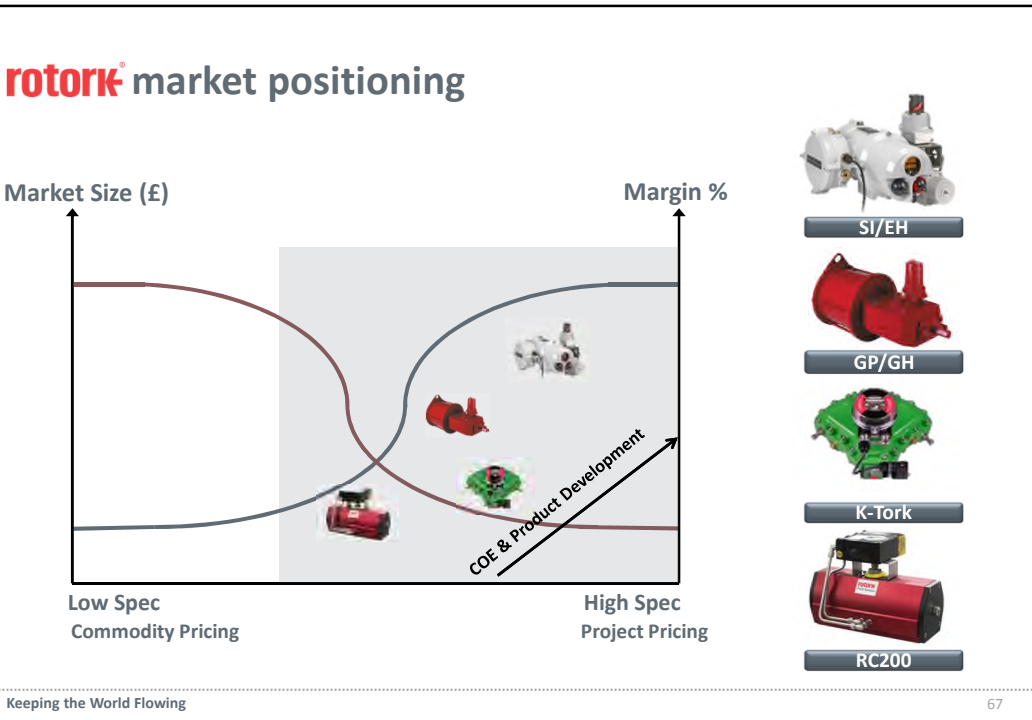 rotork® market positioning
Market Size (£)
Margin %
SI/EH
GP/GH
K-Tork
RC200
COE & Product Development
Low Spec
High Spec
Commodity Pricing
Project Pricing
rotork
Keeping the World Flowing
67